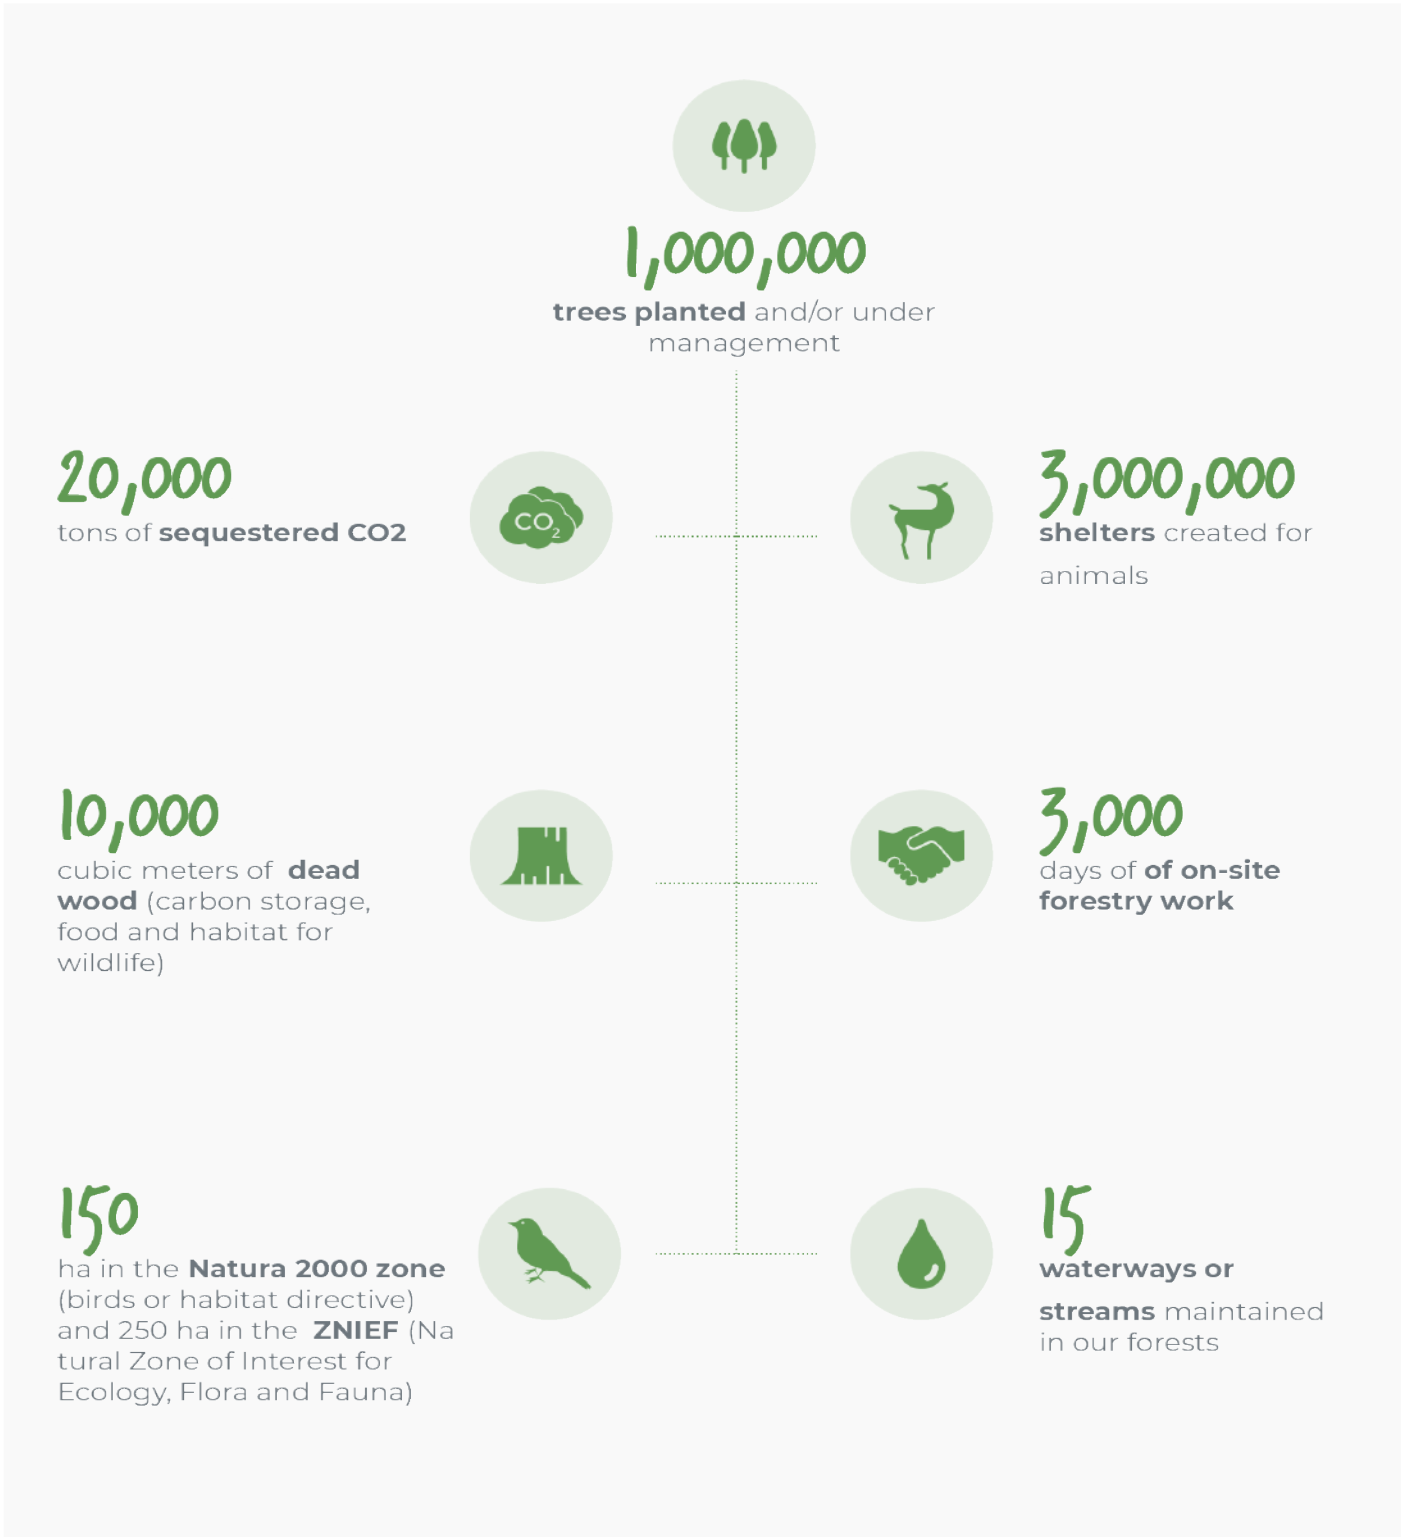 1,000,000
trees planted and/or under
management
20,000
tons of sequestered CO2
CO2
3,000,000
shelters created for
animals
10,000
cubic meters of  dead
wood (carbon storage,
food and habitat for
wildlife)
3,000
days of of on-site
forestry work
150
ha in the Natura 2000 zone
(birds or habitat directive)
and 250 ha in the  ZNIEF (Na
tural Zone of Interest for
Ecology, Flora and Fauna)
15
waterways or
streams maintained
in our forests